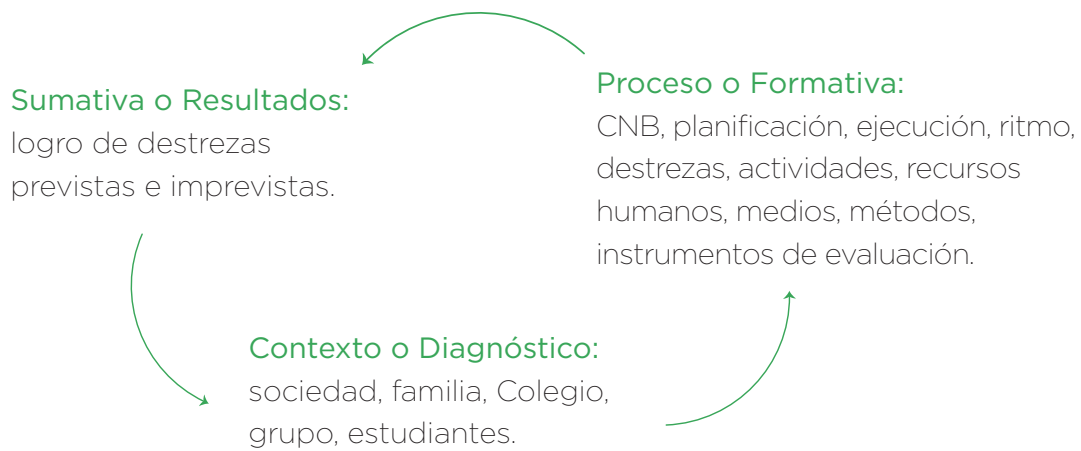 Sumativa o Resultados:
logro de destrezas
previstas e imprevistas.
Proceso o Formativa:
CNB, planificación, ejecución, ritmo,
destrezas, actividades, recursos
humanos, medios, métodos,
instrumentos de evaluación.
Contexto o Diagnóstico:
sociedad, familia, Colegio,
grupo, estudiantes.